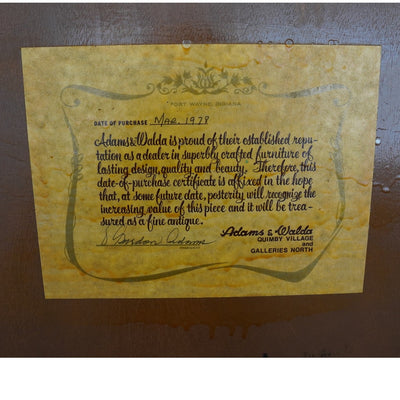 FORT WAYNE, INDIANA
DATE OF PURCHASE Mar. 1978
Adams & Walda is proud of their established repu-
tation as a dealer in superbly crafted furniture of
lasting design, quality and beauty. Therefore, this
date-of-purchase certificate is affixed in the hope
that, at some future date, posterity will recognize the
increasing value of this piece and it will be trea-
sured as a fine antique.
Gordon Adams
Adams & Walda
QUIMBY VILLAGE
and
GALLERIES NORTH